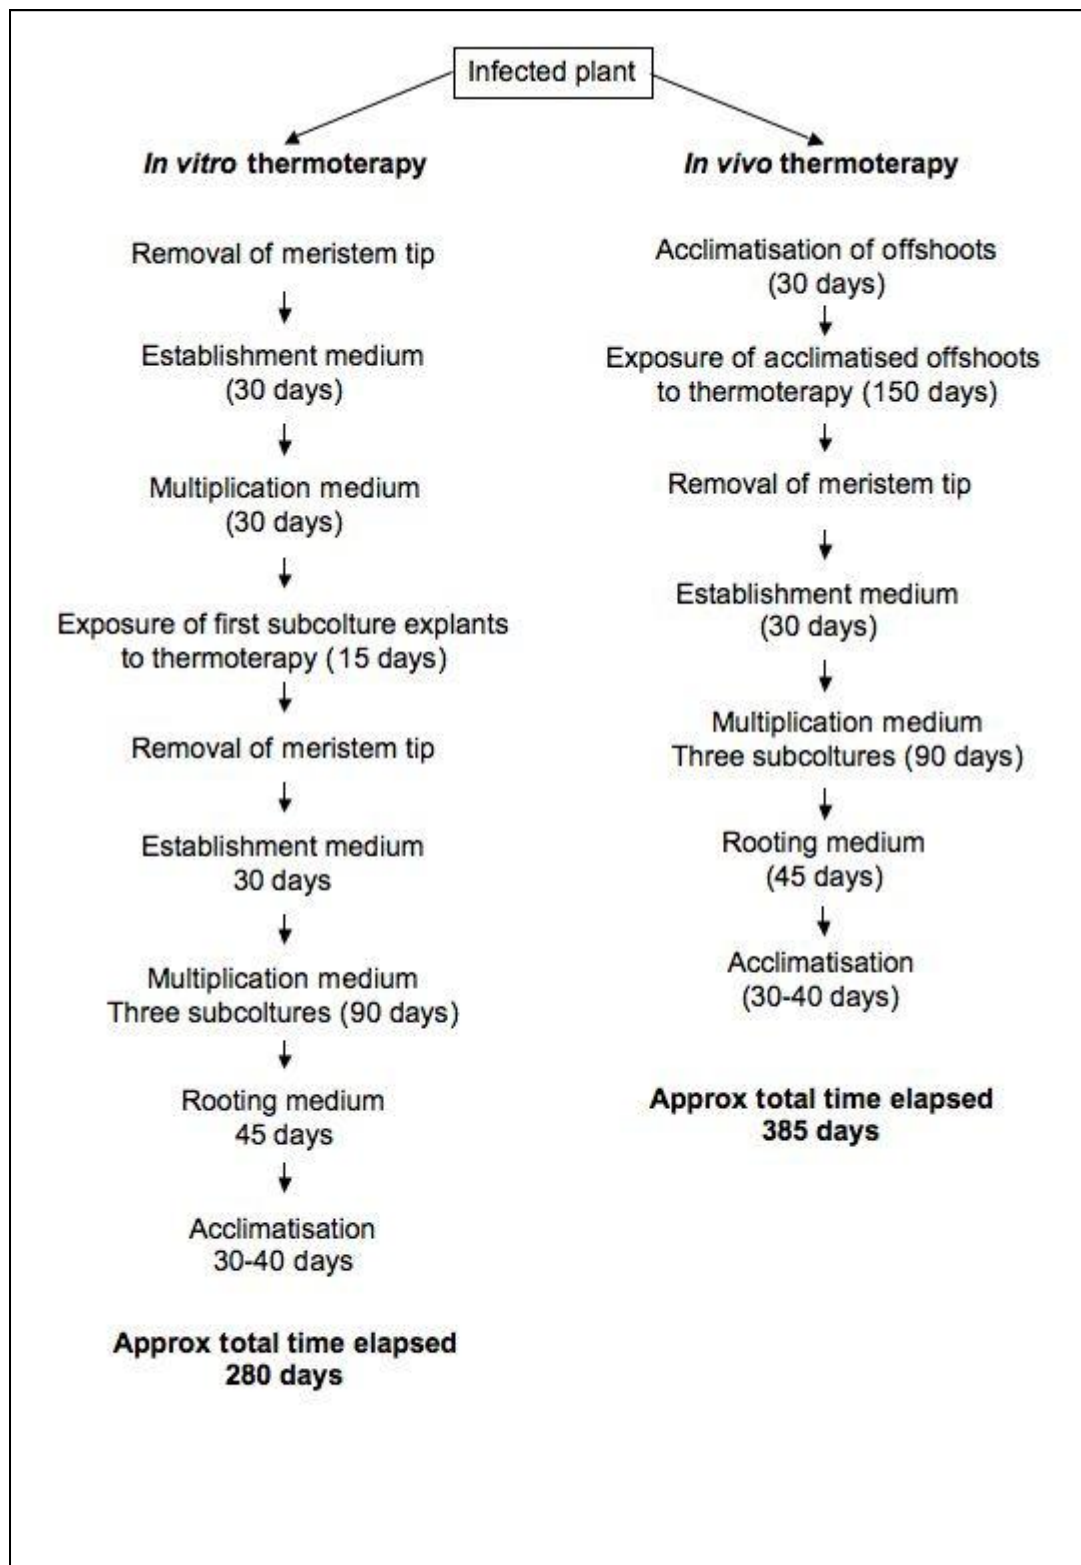 Infected plant
In vitro thermoterapy
Removal of meristem tip
Establishment medium
(30 days)
Multiplication medium
(30 days)
Exposure of first subcolture explants
to thermoterapy (15 days)
Removal of meristem tip
Establishment medium
30 days
Multiplication medium
Three subcoltures (90 days)
Rooting medium
45 days
Acclimatisation
30-40 days
Approx total time elapsed
280 days
In vivo thermoterapy
Acclimatisation of offshoots
(30 days)
Exposure of acclimatised offshoots
to thermoterapy (150 days)
Removal of meristem tip
Establishment medium
(30 days)
Multiplication medium
Three subcoltures (90 days)
Rooting medium
(45 days)
Acclimatisation
(30-40 days)
Approx total time elapsed
385 days